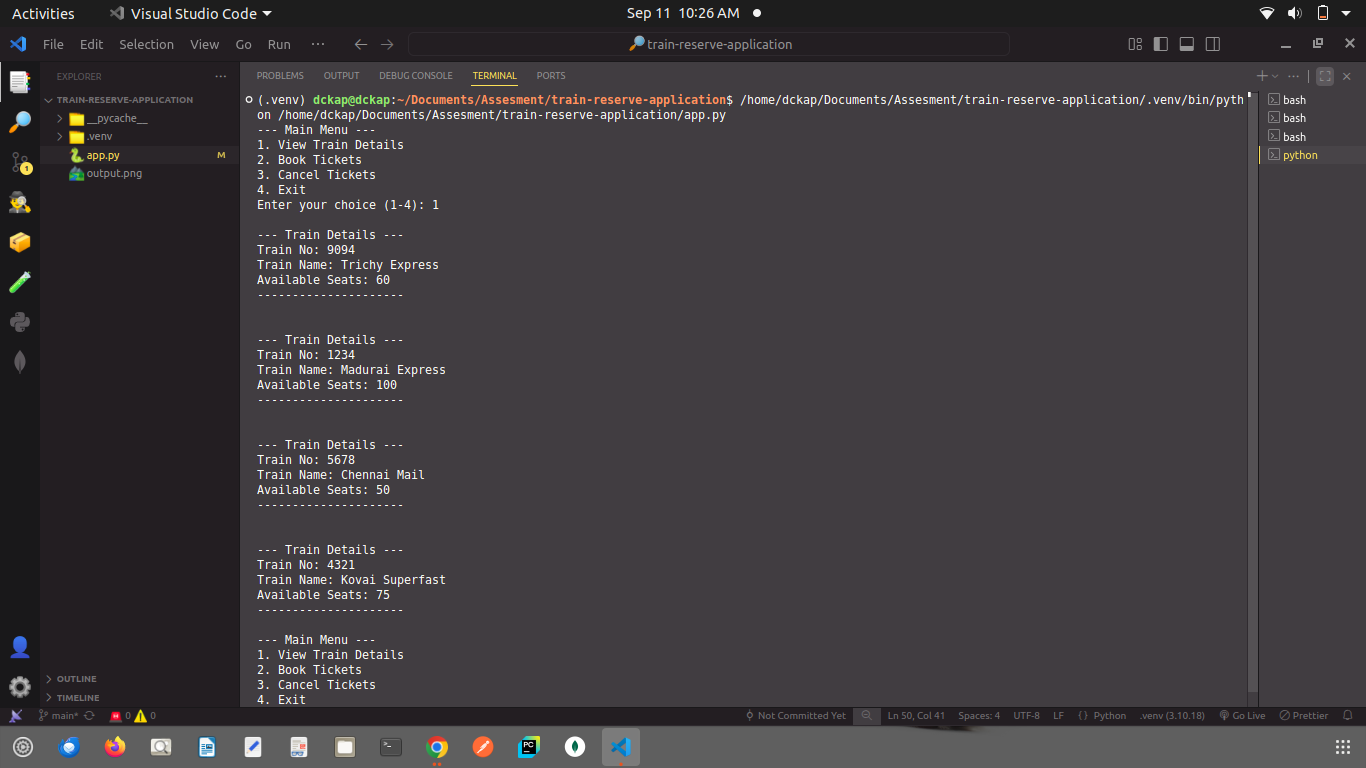 Activities
Visual Studio Code
Sep 11 10:26 AM
File Edit Selection View Go Run ···
train-reserve-application
EXPLORER
TRAIN-RESERVE-APPLICATION
__pycache__
.venv
app.py M
output.png
OUTLINE
TIMELINE
1
PROBLEMS OUTPUT DEBUG CONSOLE TERMINAL PORTS
(.venv) dckap@dckap:~/Documents/Assesment/train-reserve-application$ /home/dckap/Documents/Assesment/train-reserve-application/.venv/bin/pyth
on /home/dckap/Documents/Assesment/train-reserve-application/app.py
--- Main Menu ---
1. View Train Details
2. Book Tickets
3. Cancel Tickets
4. Exit
Enter your choice (1-4): 1
--- Train Details ---
Train No: 9094
Train Name: Trichy Express
Available Seats: 60
---------------------
--- Train Details ---
Train No: 1234
Train Name: Madurai Express
Available Seats: 100
---------------------
--- Train Details ---
Train No: 5678
Train Name: Chennai Mail
Available Seats: 50
---------------------
--- Train Details ---
Train No: 4321
Train Name: Kovai Superfast
Available Seats: 75
---------------------
--- Main Menu ---
1. View Train Details
2. Book Tickets
3. Cancel Tickets
4. Exit
bash
bash
bash
python
main* 0 0 Not Committed Yet Ln 50, Col 41 Spaces: 4 UTF-8 LF {} Python .venv (3.10.18) Go Live Prettier
PC